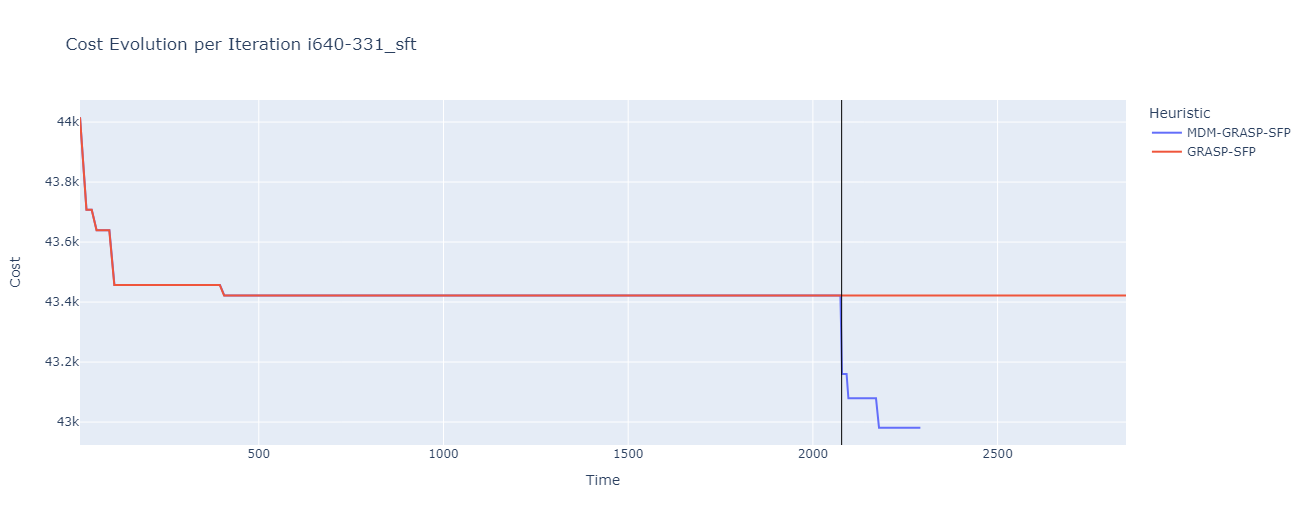 Cost Evolution per Iteration i640-331_sft
Heuristic
MDM-GRASP-SFP
GRASP-SFP
Cost
44k
43.8k
43.6k
43.4k
43.2k
43k
500
1000
1500
2000
2500
Time